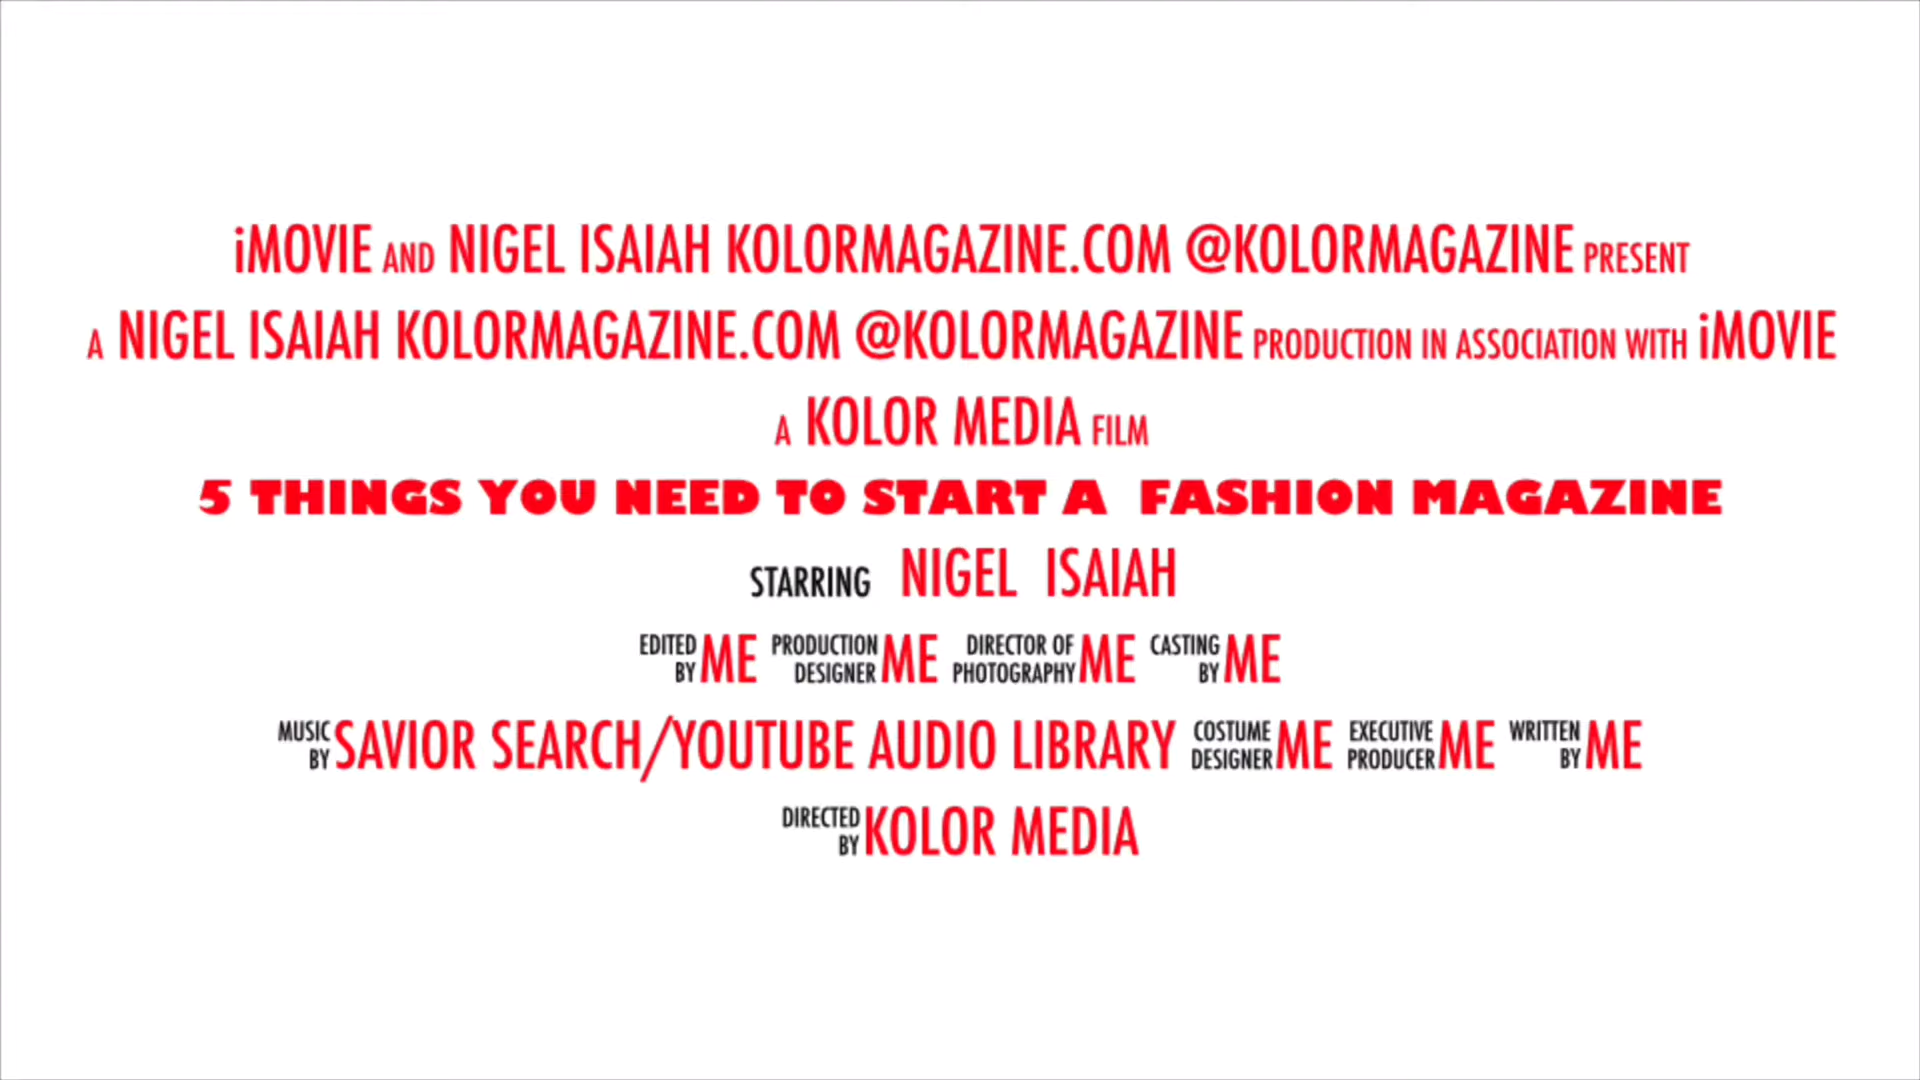 iMOVIE AND NIGEL ISAIAH KOLORMAGAZINE.COM @KOLORMAGAZINE PRESENT
A NIGEL ISAIAH KOLORMAGAZINE.COM @KOLORMAGAZINE PRODUCTION IN ASSOCIATION WITH iMOVIE
A KOLOR MEDIA FILM
5 THINGS YOU NEED TO START A FASHION MAGAZINE
STARRING NIGEL ISAIAH
EDITED BY ME PRODUCTION DESIGNER ME DIRECTOR OF PHOTOGRAPHY ME CASTING BY ME
MUSIC BY SAVIOR SEARCH/YOUTUBE AUDIO LIBRARY COSTUME DESIGNER ME EXECUTIVE PRODUCER ME WRITTEN BY ME
DIRECTED BY KOLOR MEDIA